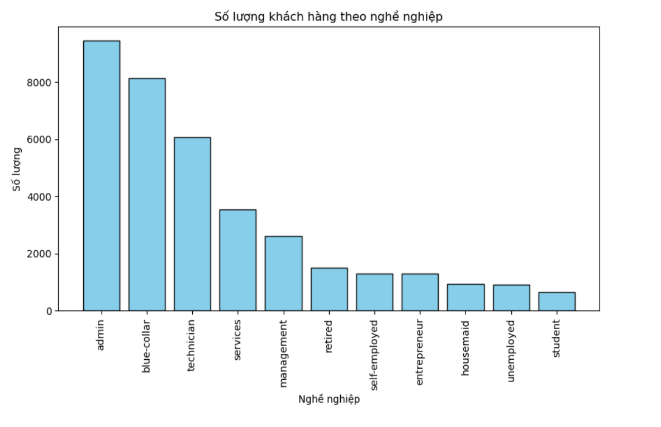 Số lượng khách hàng theo nghề nghiệp
Số lượng
8000
6000
4000
2000
0
admin
blue-collar
technician
services
management
retired
self-employed
entrepreneur
housemaid
unemployed
student
Nghề nghiệp